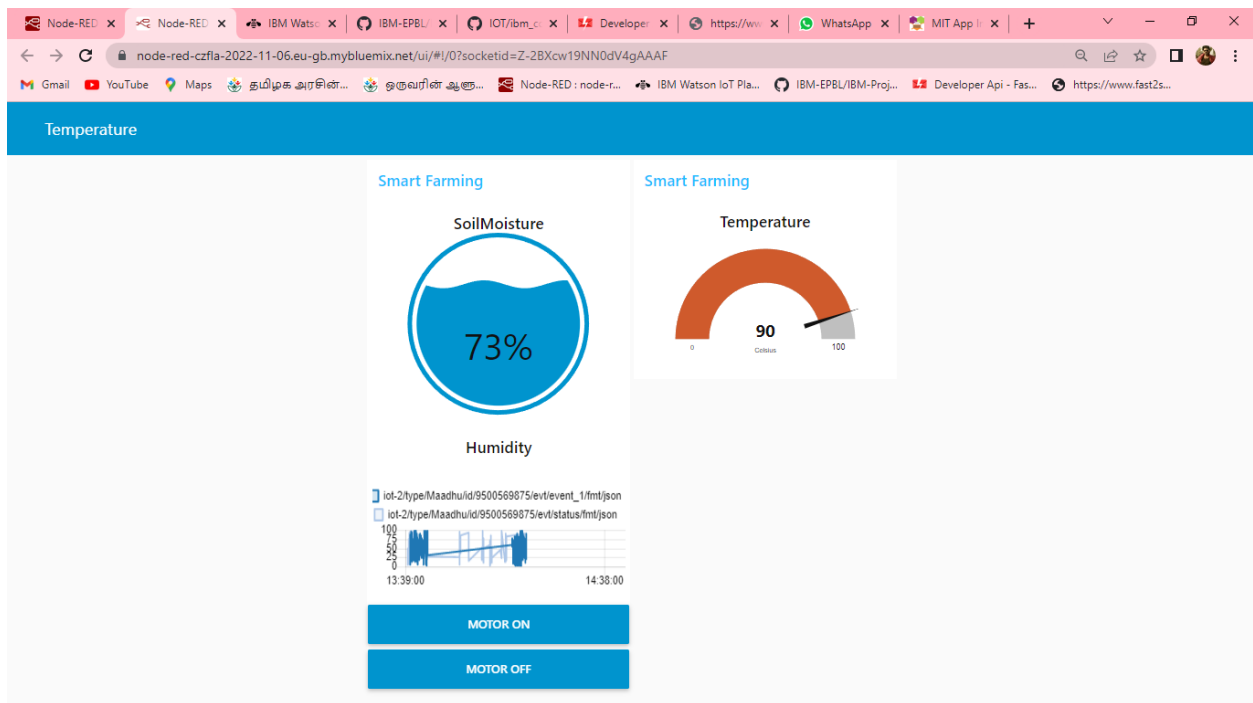 Node-RED
Node-RED
IBM Watsc
IBM-EPBL/
IOT/ibm_cc
Developer
https://ww
WhatsApp
MIT App In
node-red-czfla-2022-11-06.eu-gb.mybluemix.net/ui/#!/0?socketid=Z-2BXcw19NN0dV4gAAAF
Gmail YouTube Maps தமிழக அரசின்... ஒருவரின் ஆளு... Node-RED : node-r... IBM Watson IoT Pla... IBM-EPBL/IBM-Proj... Developer Api - Fas... https://www.fast2s...
Temperature
Smart Farming
SoilMoisture
73%
Humidity
iot-2/type/Maadhu/id/9500569875/evt/event_1/fmt/json
iot-2/type/Maadhu/id/9500569875/evt/status/fmt/json
100
75
50
25
0
13:39:00 14:38:00
MOTOR ON
MOTOR OFF
Smart Farming
Temperature
90
Celsius
0 100